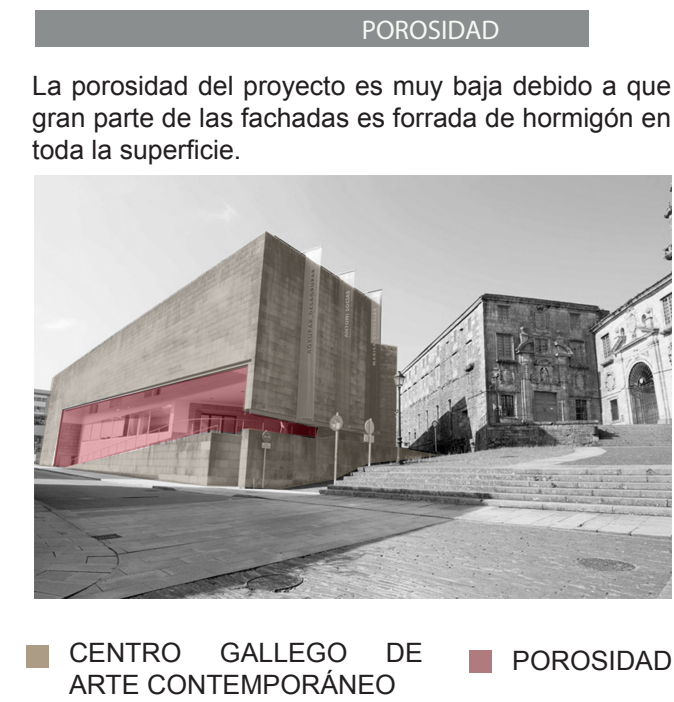 POROSIDAD
La porosidad del proyecto es muy baja debido a que
gran parte de las fachadas es forrada de hormigón en
toda la superficie.
CENTRO GALLEGO DE
ARTE CONTEMPORÁNEO
POROSIDAD